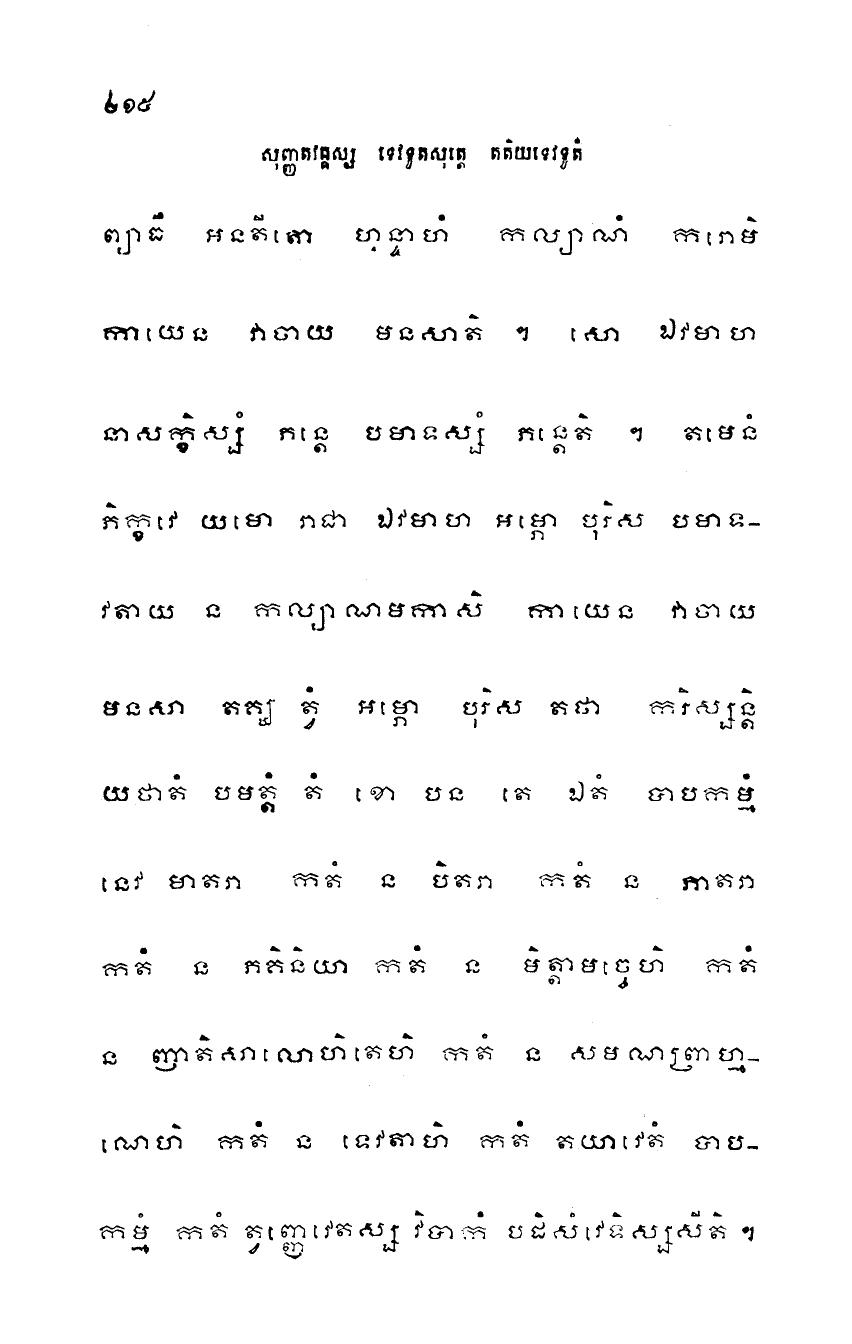 ៤១៥
សុញ្ញតវគ្គស្ស ទេវទូតសុត្តេ តតិយទេវទូតំ
ព្យាធឹ អនតីតោ ហន្ទាហំ កល្យាណំ ករោមិ
កាយេន វាចាយ មនសាតិ ។ សោ ឯវមាហ
នាសក្ខិស្សំ ភន្តេ បមាទស្សំ ភន្តេតិ ។ តមេនំ
ភិក្ខវេ យមោ រាជា ឯវមាហ អម្ភោ បុរិស បមាទ-
វតាយ ន កល្យាណមកាសិ កាយេន វាចាយ
មនសា តគ្ឃ ត្វំ អម្ភោ បុរិស តថា ករិស្សន្តិ
យថាតំ បមត្តំ តំ ខោ បន តេ ឯតំ បាបកម្មំ
នេវ មាតរា កតំ ន បិតរា កតំ ន ភាតរា
កតំ ន ភគិនិយា កតំ ន មិត្តាមច្ចេហិ កតំ
ន ញាតិសាលោហិតេហិ កតំ ន សមណព្រាហ្ម-
ណេហិ កតំ ន ទេវតាហិ កតំ តយាវេតំ បាប-
កម្មំ កតំ ត្វញ្ញេវេតស្ស វិបាកំ បដិសំវេទិស្សសីតិ ។